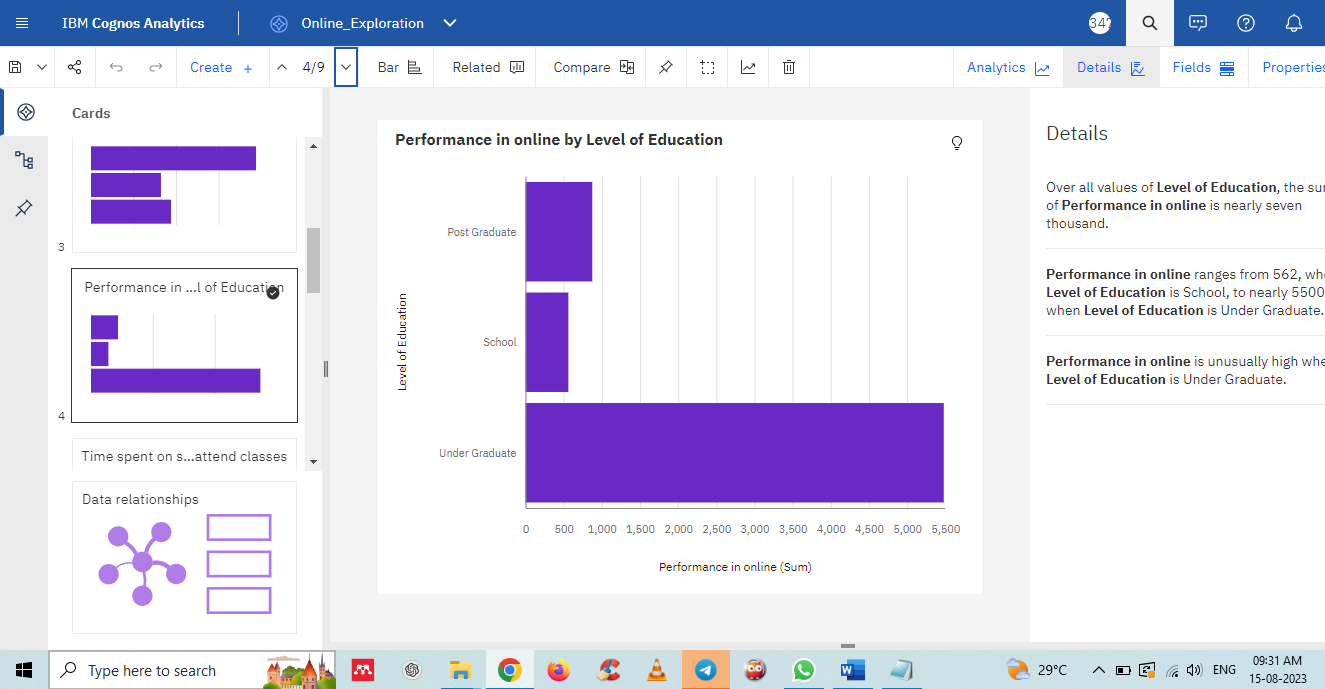 IBM Cognos Analytics
Online_Exploration
347
Create +
4/9
Bar
Related
Compare
Analytics
Details
Fields
Properties
Cards
3
Performance in ...l of Education
4
Time spent on s...attend classes
Data relationships
Performance in online by Level of Education
Level of Education
Post Graduate
School
Under Graduate
0 500 1,000 1,500 2,000 2,500 3,000 3,500 4,000 4,500 5,000 5,500
Performance in online (Sum)
Details
Over all values of Level of Education, the su
of Performance in online is nearly seven
thousand.
Performance in online ranges from 562, wh
Level of Education is School, to nearly 5500
when Level of Education is Under Graduate.
Performance in online is unusually high whe
Level of Education is Under Graduate.
Type here to search
29°C
ENG
09:31 AM
15-08-2023